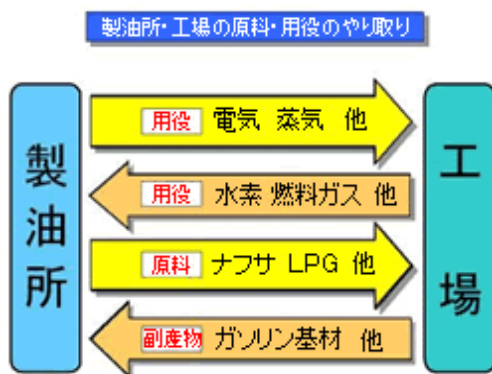 製油所・工場の原料・用役のやり取り
製油所
工場
用役 電気 蒸気 他
用役 水素 燃料ガス 他
原料 ナフサ LPG 他
副産物 ガソリン基材 他